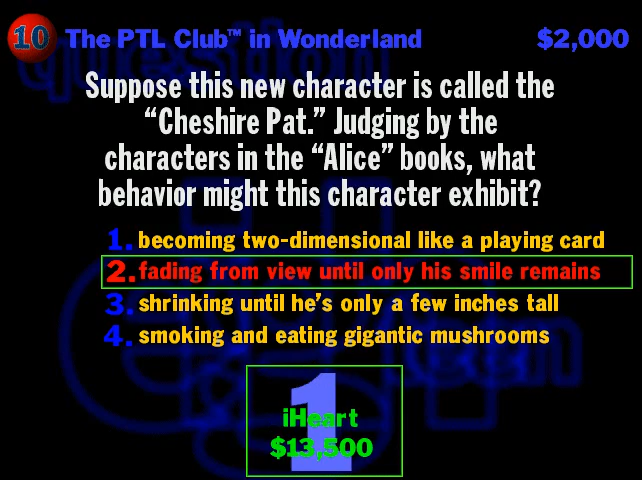 10 The PTL Club™ in Wonderland $2,000
Suppose this new character is called the
“Cheshire Pat.” Judging by the
characters in the “Alice” books, what
behavior might this character exhibit?
1. becoming two-dimensional like a playing card
2. fading from view until only his smile remains
3. shrinking until he's only a few inches tall
4. smoking and eating gigantic mushrooms
1
iHeart
$13,500